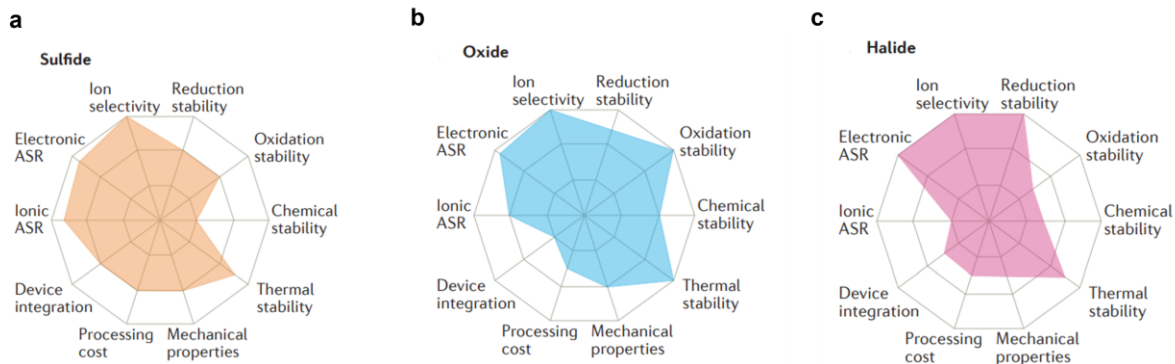 a
Sulfide
Ion
selectivity
Reduction
stability
Electronic
ASR
Oxidation
stability
Ionic
ASR
Chemical
stability
Device
integration
Thermal
stability
Processing
cost
Mechanical
properties
b
Oxide
Ion
selectivity
Reduction
stability
Electronic
ASR
Oxidation
stability
Ionic
ASR
Chemical
stability
Device
integration
Thermal
stability
Processing
cost
Mechanical
properties
c
Halide
Ion
selectivity
Reduction
stability
Electronic
ASR
Oxidation
stability
Ionic
ASR
Chemical
stability
Device
integration
Thermal
stability
Processing
cost
Mechanical
properties